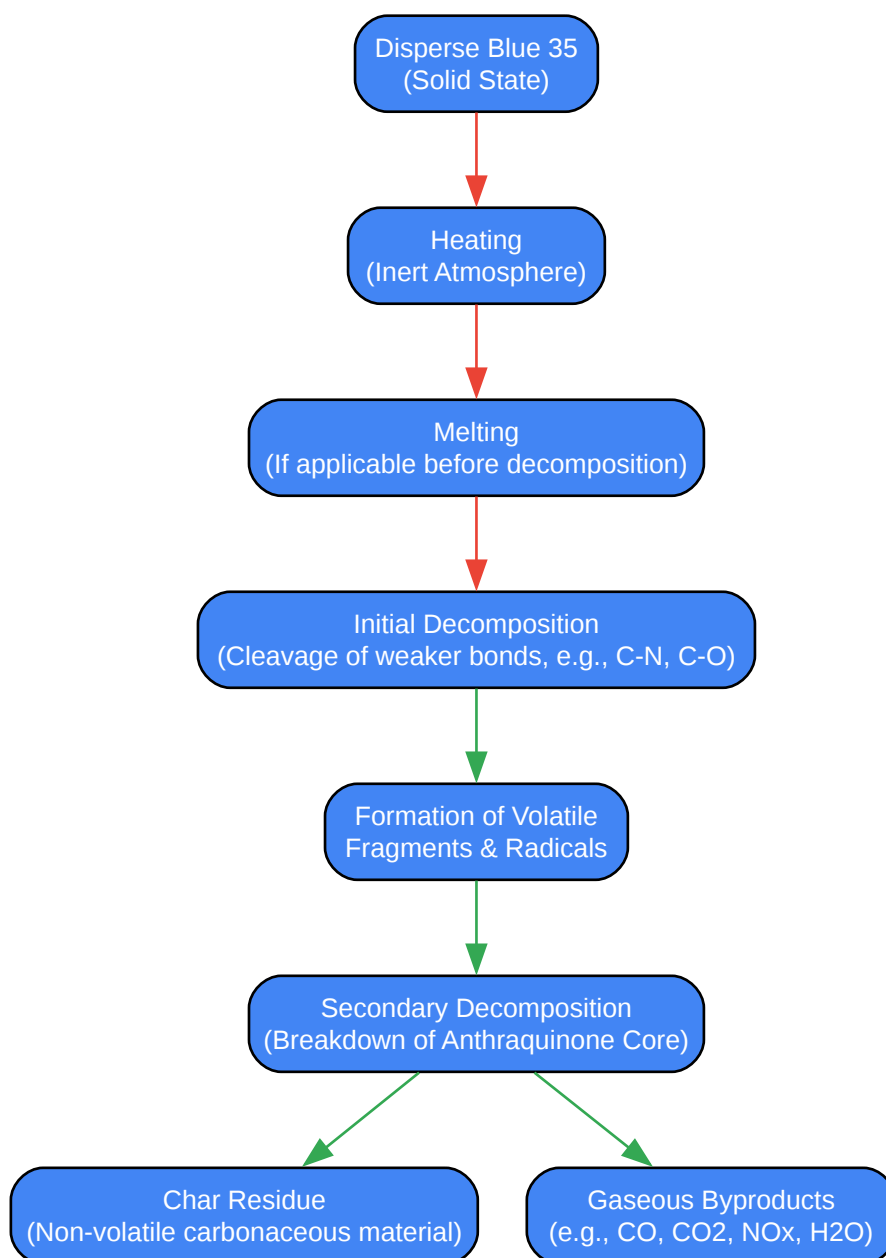 Disperse Blue 35
(Solid State)
Heating
(Inert Atmosphere)
Melting
(If applicable before decomposition)
Initial Decomposition
(Cleavage of weaker bonds, e.g., C-N, C-O)
Formation of Volatile
Fragments & Radicals
Secondary Decomposition
(Breakdown of Anthraquinone Core)
Char Residue
(Non-volatile carbonaceous material)
Gaseous Byproducts
(e.g., CO, CO2, NOx, H2O)